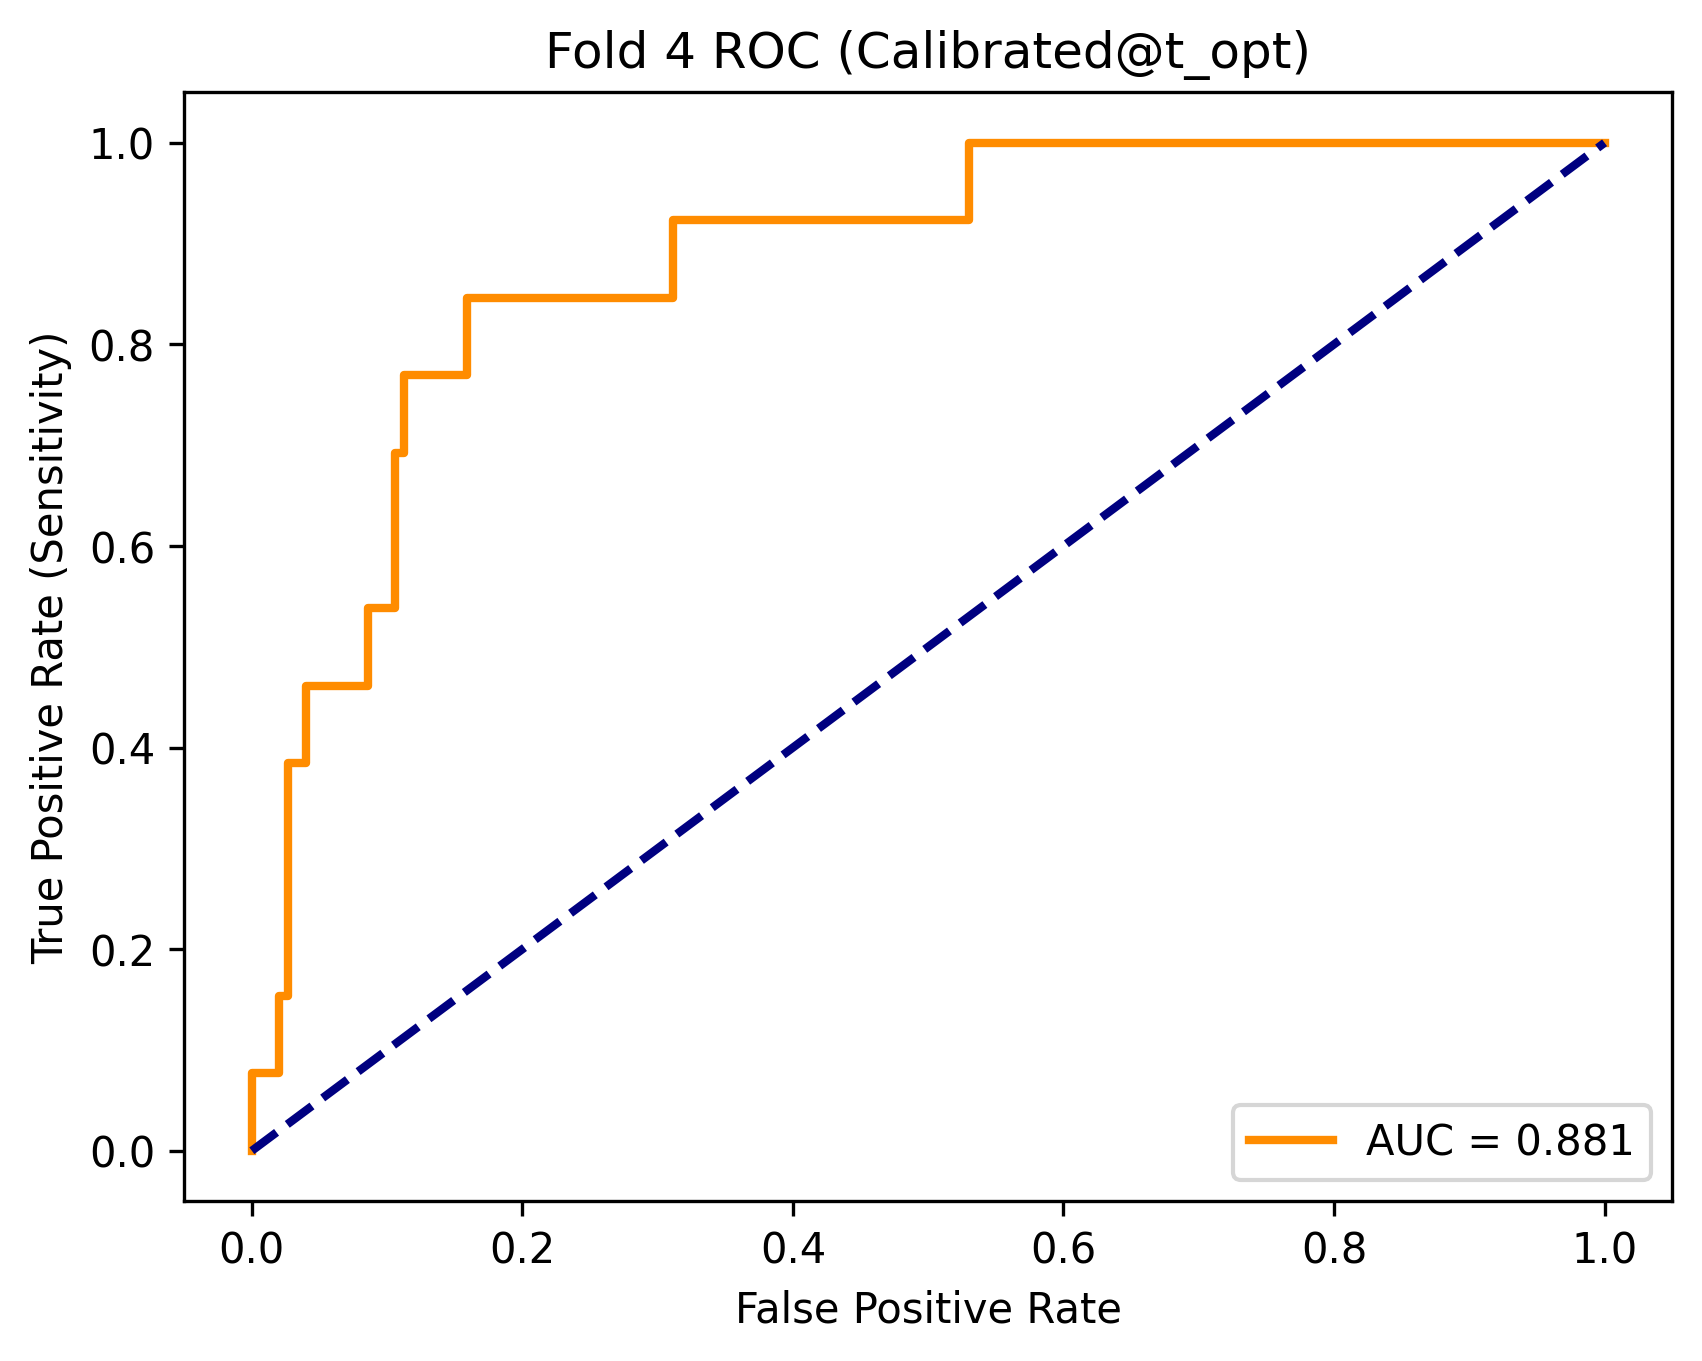 Fold 4 ROC (Calibrated@t_opt)
True Positive Rate (Sensitivity)
1.0
0.8
0.6
0.4
0.2
0.0
AUC = 0.881
0.0 0.2 0.4 0.6 0.8 1.0
False Positive Rate